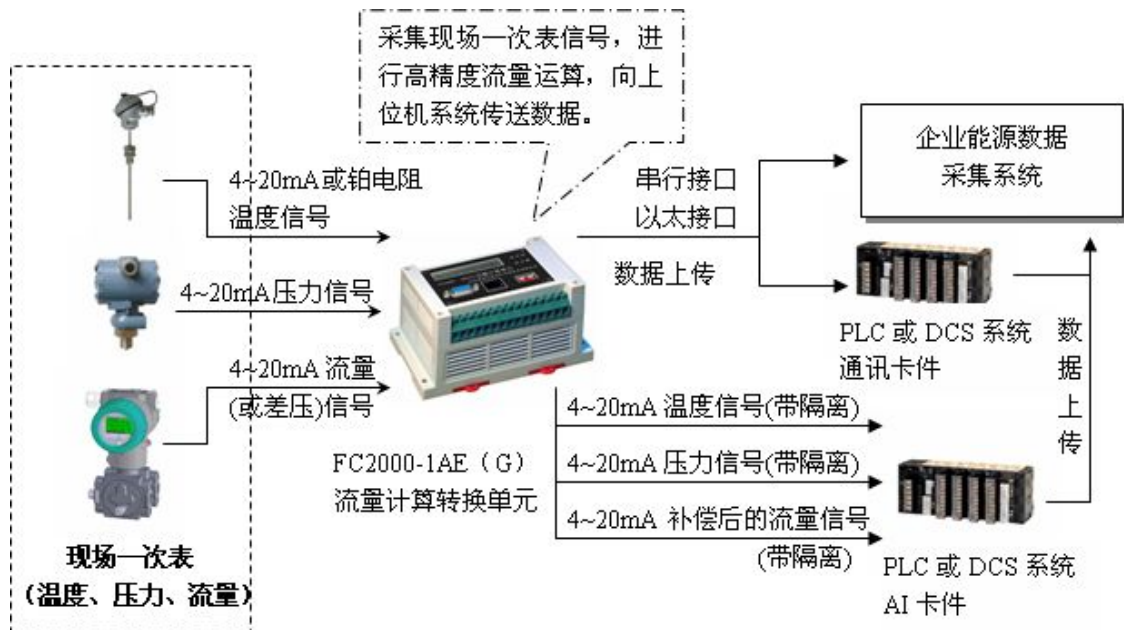 采集现场一次表信号，进
行高精度流量运算，向上
位机系统传送数据。
企业能源数据
采集系统
4~20mA或铂电阻
温度信号
串行接口
以太接口
数据上传
4~20mA压力信号
PLC 或 DCS 系统
通讯卡件
数
据
上
传
4~20mA 流量
(或差压)信号
4~20mA 温度信号(带隔离)
FC2000-1AE（G）
流量计算转换单元
4~20mA 压力信号(带隔离)
4~20mA 补偿后的流量信号
(带隔离)
PLC 或 DCS 系统
AI 卡件
现场一次表
（温度、压力、流量）